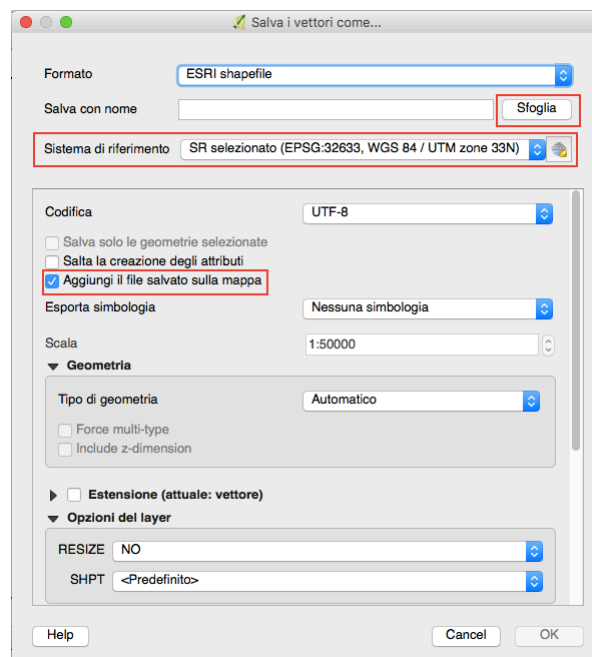 Salva i vettori come...
Formato ESRI shapefile
Salva con nome Sfoglia
Sistema di riferimento SR selezionato (EPSG:32633, WGS 84 / UTM zone 33N)
Codifica UTF-8
Salva solo le geometrie selezionate
Salta la creazione degli attributi
Aggiungi il file salvato sulla mappa
Esporta simbologia Nessuna simbologia
Scala 1:50000
Geometria
Tipo di geometria Automatico
Force multi-type
Include z-dimension
Estensione (attuale: vettore)
Opzioni del layer
RESIZE NO
SHPT <Predefinito>
Help Cancel OK